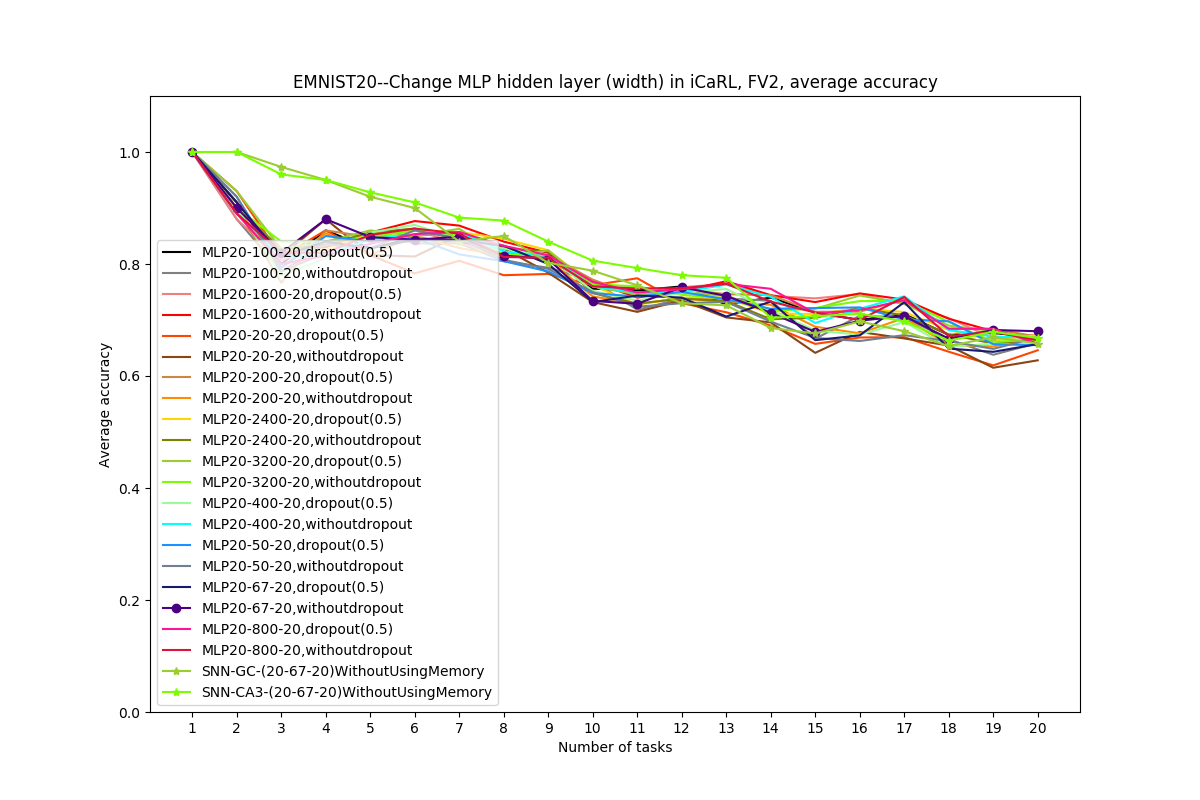 EMNIST20--Change MLP hidden layer (width) in iCaRL, FV2, average accuracy
1.0
0.8
0.6
0.4
0.2
0.0
Average accuracy
MLP20-100-20,dropout(0.5)
MLP20-100-20,withoutdropout
MLP20-1600-20,dropout(0.5)
MLP20-1600-20,withoutdropout
MLP20-20-20,dropout(0.5)
MLP20-20-20,withoutdropout
MLP20-200-20,dropout(0.5)
MLP20-200-20,withoutdropout
MLP20-2400-20,dropout(0.5)
MLP20-2400-20,withoutdropout
MLP20-3200-20,dropout(0.5)
MLP20-3200-20,withoutdropout
MLP20-400-20,dropout(0.5)
MLP20-400-20,withoutdropout
MLP20-50-20,dropout(0.5)
MLP20-50-20,withoutdropout
MLP20-67-20,dropout(0.5)
MLP20-67-20,withoutdropout
MLP20-800-20,dropout(0.5)
MLP20-800-20,withoutdropout
SNN-GC-(20-67-20)WithoutUsingMemory
SNN-CA3-(20-67-20)WithoutUsingMemory
1 2 3 4 5 6 7 8 9 10 11 12 13 14 15 16 17 18 19 20
Number of tasks